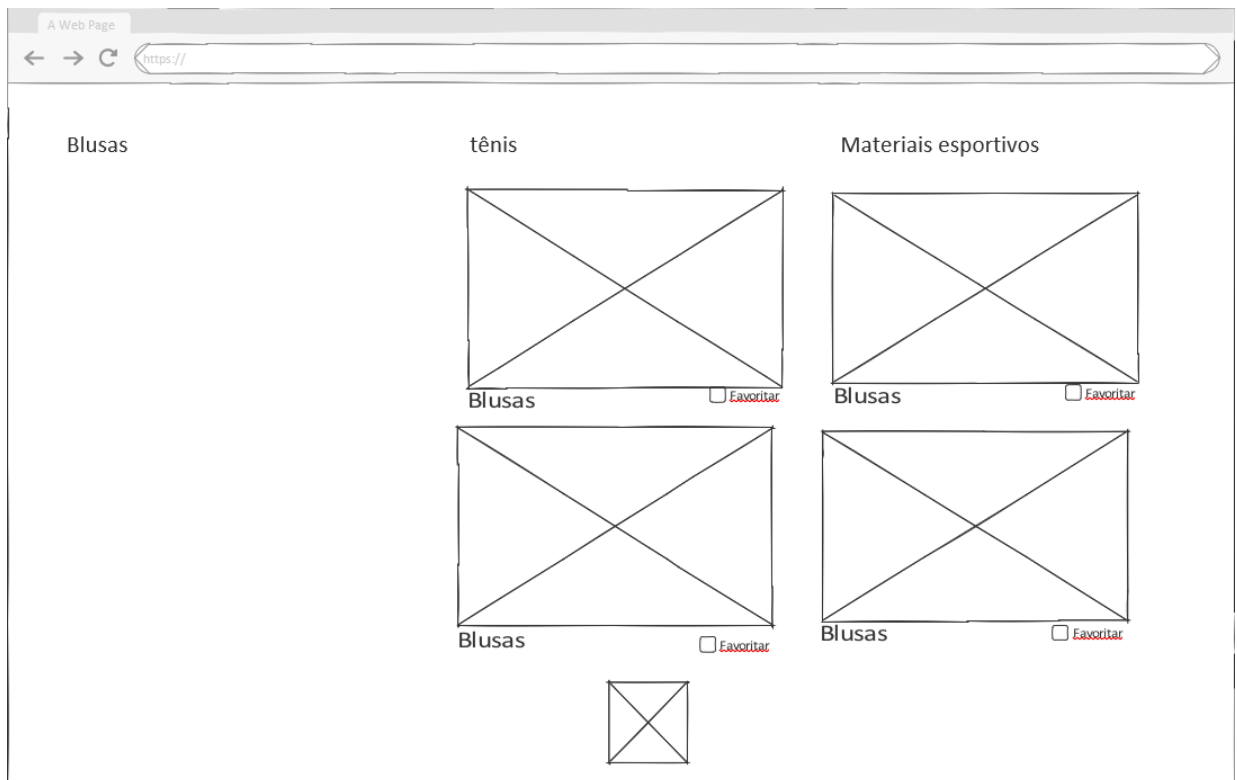 A Web Page
https://
Blusas
tênis
Materiais esportivos
Blusas
Favoritar
Blusas
Favoritar
Blusas
Favoritar
Blusas
Favoritar